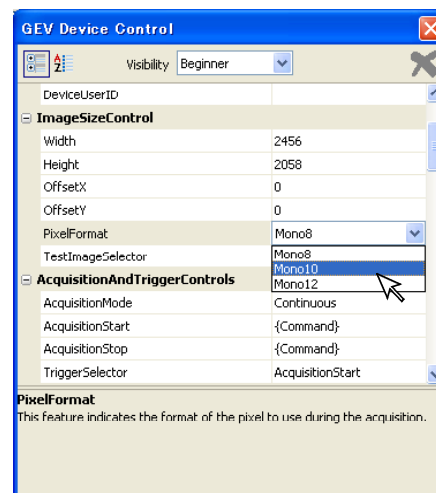 GEV Device Control
Visibility Beginner
DeviceUserID
ImageSizeControl
Width 2456
Height 2058
OffsetX 0
OffsetY 0
PixelFormat Mono8
TestImageSelector Mono8
Mono10
AcquisitionAndTriggerControls Mono12
AcquisitionMode Continuous
AcquisitionStart {Command}
AcquisitionStop {Command}
TriggerSelector AcquisitionStart
PixelFormat
This feature indicates the format of the pixel to use during the acquisition.